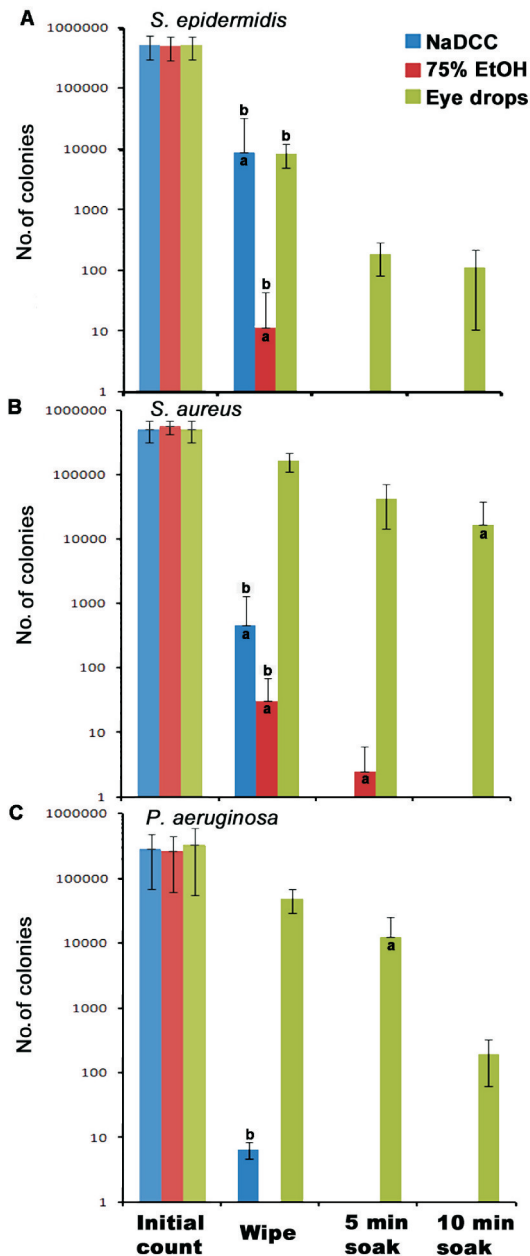 A
S. epidermidis
NaDCC
75% EtOH
Eye drops
No. of colonies
1000000
100000
10000
1000
100
10
1
b
b
a
b
a
B
S. aureus
No. of colonies
1000000
100000
10000
1000
100
10
1
b
a
b
a
a
a
C
P. aeruginosa
No. of colonies
1000000
100000
10000
1000
100
10
1
b
a
Initial count
Wipe
5 min soak
10 min soak